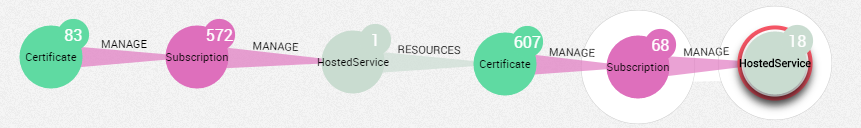 83
Certificate
MANAGE
572
Subscription
MANAGE
1
HostedService
RESOURCES
607
Certificate
MANAGE
68
Subscription
MANAGE
18
HostedService